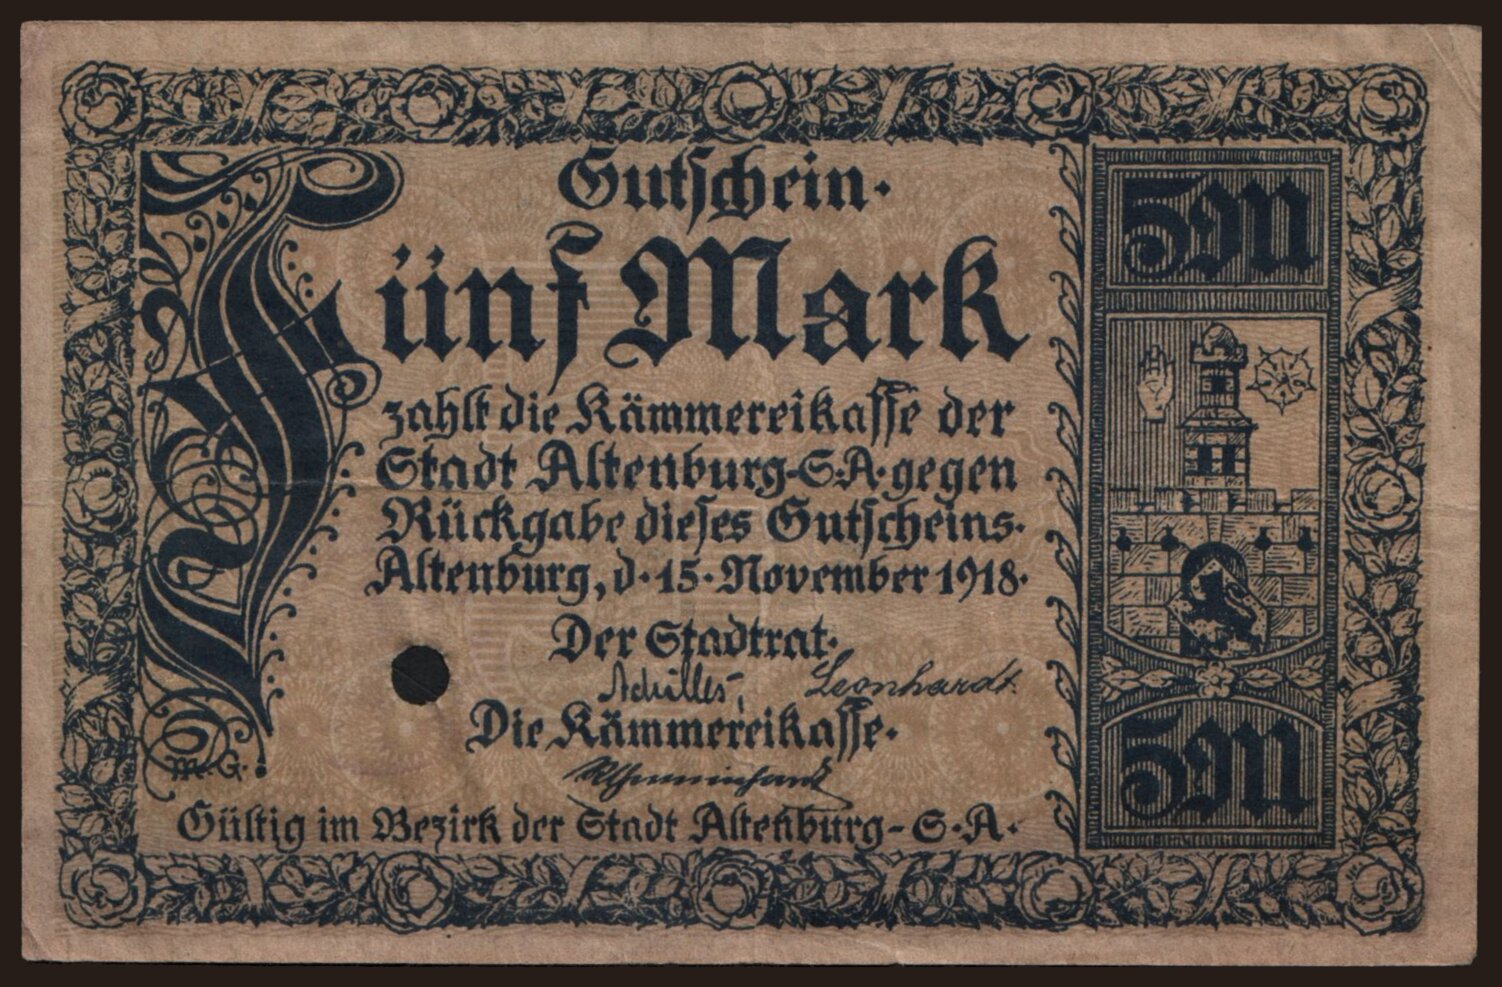 Gutschein.
Fünf Mark
zahlt die Kämmereikasse der
Stadt Altenburg-S.A. gegen
Rückgabe dieses Gutscheins.
Altenburg, d. 15. November 1918.
Der Stadtrat.
Achilles, Leonhardt.
Die Kämmereikasse.
M.G.
Gültig im Bezirk der Stadt Altenburg-S.A.
5M
5M